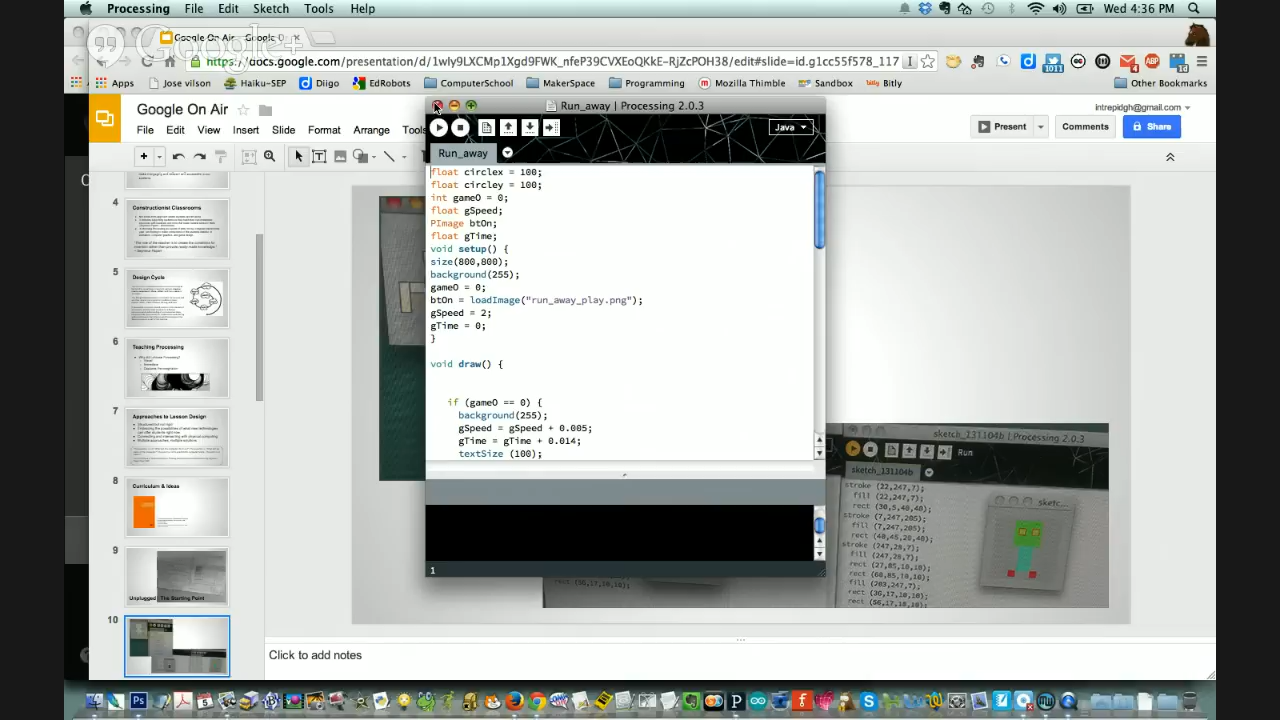 Processing File Edit Sketch Tools Help
Wed 4:36 PM
Google On Air - Google D
https://docs.google.com/presentation/d/
Apps Jose vilson Haiku-SEP Diigo EdRobots ComputerSchool MakerSpace Programming Mozilla Thimble Sandbox Bitly Other Bookmarks
Google On Air
intrepidgh@gmail.com
File Edit View Insert Slide Format Arrange Tools
Present Comments Share
Run_away | Processing 2.0.3
Java
Run_away
float circlex = 100;
float circley = 100;
int gameO = 0;
float gSpeed;
PImage btOn;
float gTime;
void setup() {
size(800,800);
background(255);
gameO = 0;
btOn = loadImage("run_away_play.png");
gSpeed = 2;
gTime = 0;
}
void draw() {
if (gameO == 0) {
background(255);
gSpeed = gSpeed + 0.005;
gTime = gTime + 0.014;
textSize (100);
1
4
Constructionist Classrooms
5
Design Cycle
6
Teaching Processing
7
Approaches to Lesson Design
8
Curriculum & Ideas
9
Unplugged: The Starting Point
10
sketch_131104b | Processing 2.0.3
Run
sketch_131104b
sketc...
stroke (22,247,7);
fill (22,247,7);
rect (30,5,40,40);
stroke (7,247,205);
fill (7,247,205);
rect (40,45,20,40);
stroke (247,28,7);
fill (247,28,7);
rect (27,85,10,10);
rect (60,85,10,10);
fill (203,247,7);
rect (36,17,10,10);
rect (56,17,10,10);
Click to add notes